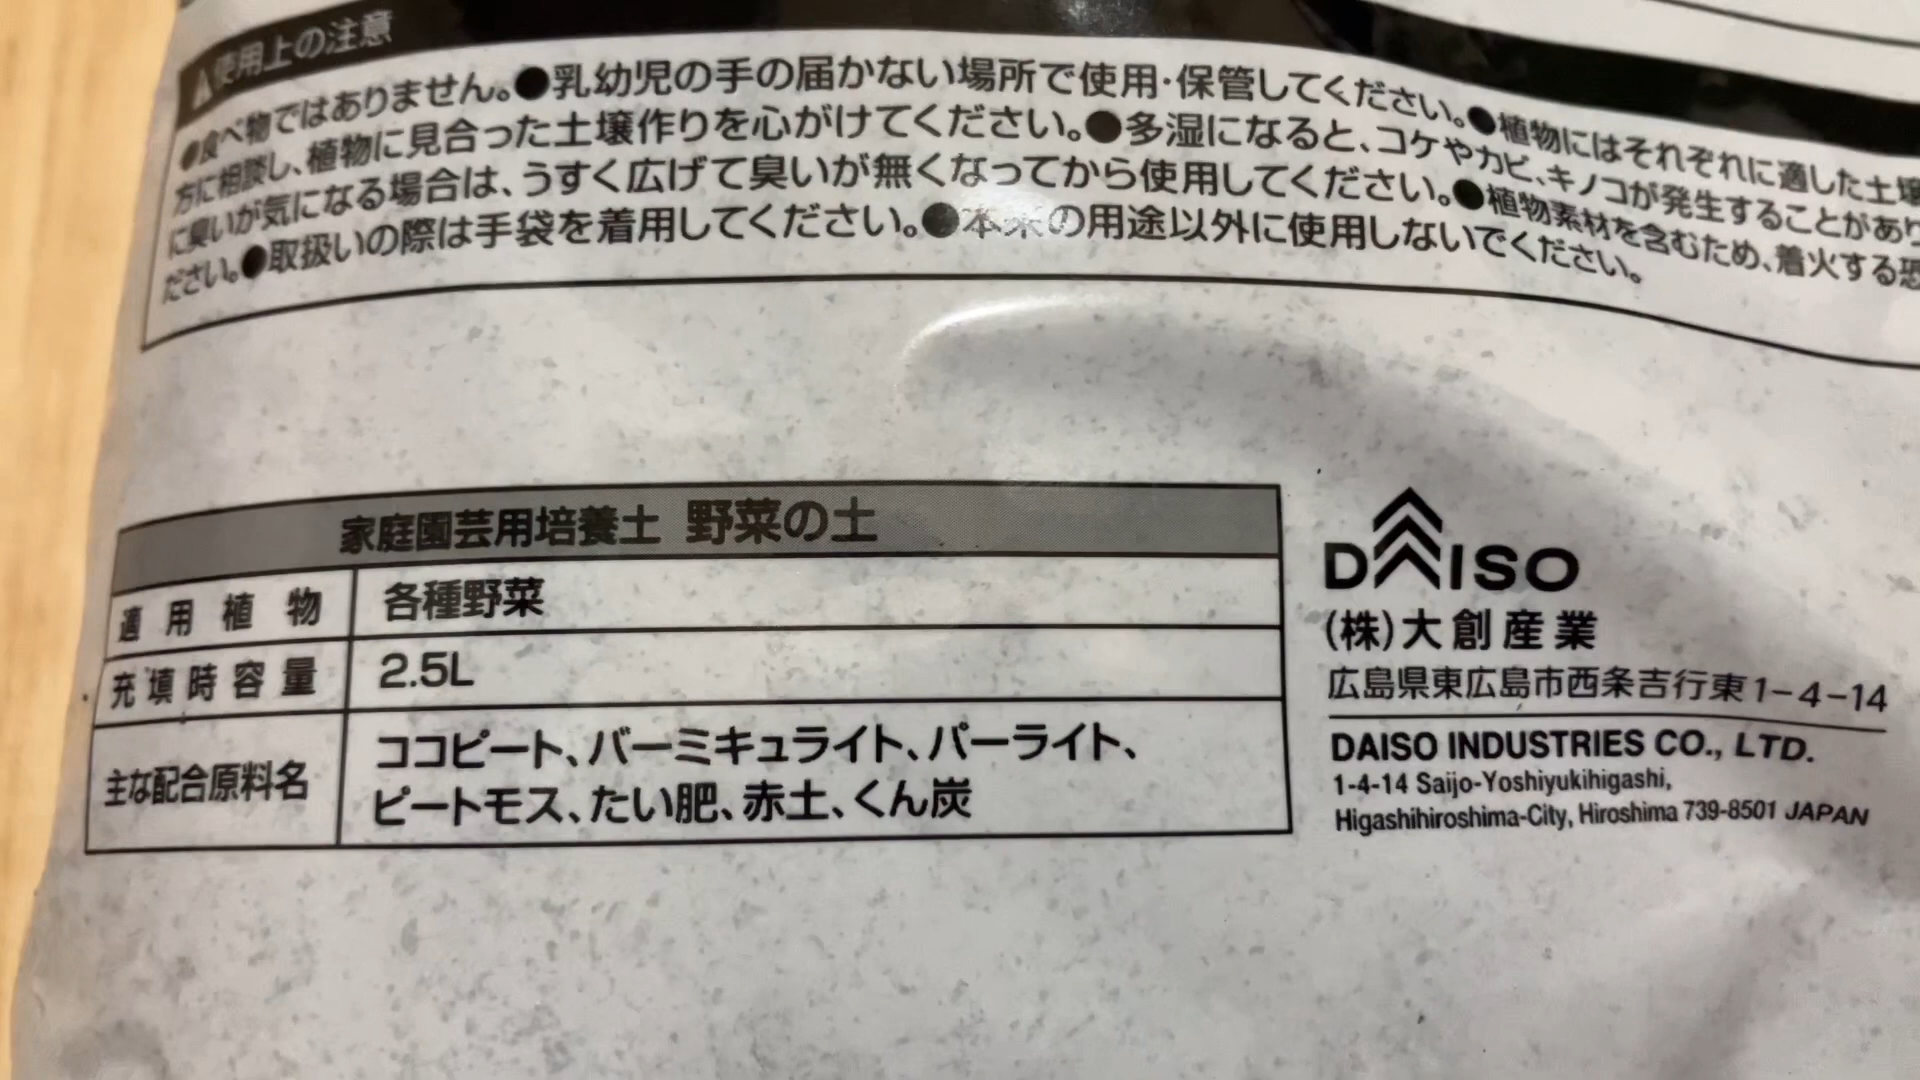 ⚠使用上の注意
●食べ物ではありません。●乳幼児の手の届かない場所で使用・保管してください。●植物にはそれぞれに適した土壌
方に相談し、植物に見合った土壌作りを心がけてください。●多湿になると、コケやカビ、キノコが発生することがあり
に臭いが気になる場合は、うすく広げて臭いが無くなってから使用してください。●植物素材を含むため、着火する恐
ださい。●取扱いの際は手袋を着用してください。●本来の用途以外に使用しないでください。
家庭園芸用培養土 野菜の土
適用植物 各種野菜
充填時容量 2.5L
主な配合原料名 ココピート、バーミキュライト、パーライト、
ピートモス、たい肥、赤土、くん炭
DAISO
(株)大創産業
広島県東広島市西条吉行東1-4-14
DAISO INDUSTRIES CO., LTD.
1-4-14 Saijo-Yoshiyukihigashi,
Higashihiroshima-City, Hiroshima 739-8501 JAPAN